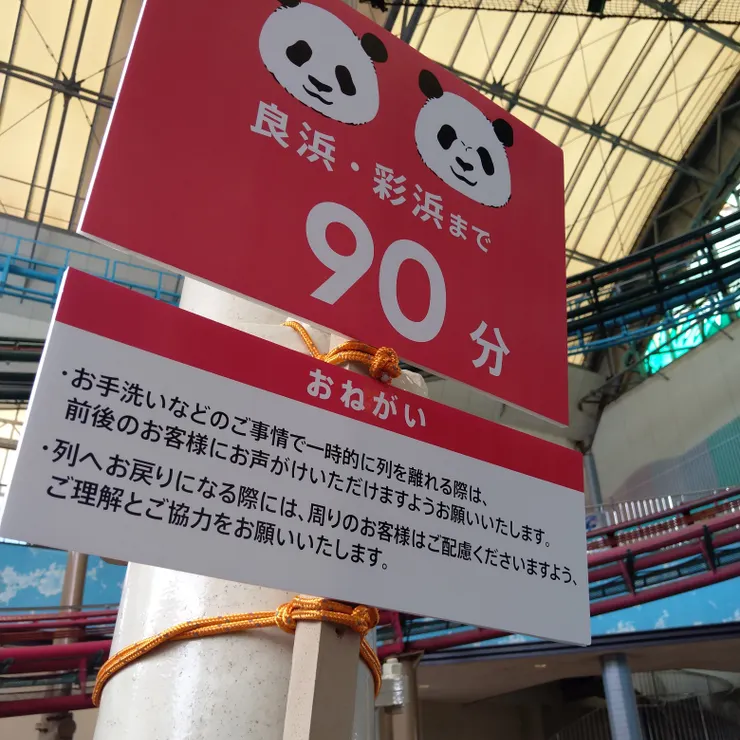 良浜・彩浜まで
90分
おねがい
・お手洗いなどのご事情で一時的に列を離れる際は、
前後のお客様にお声がけいただけますようお願いいたします。
・列へお戻りになる際には、周りのお客様はご配慮くださいますよう、
ご理解とご協力をお願いいたします。